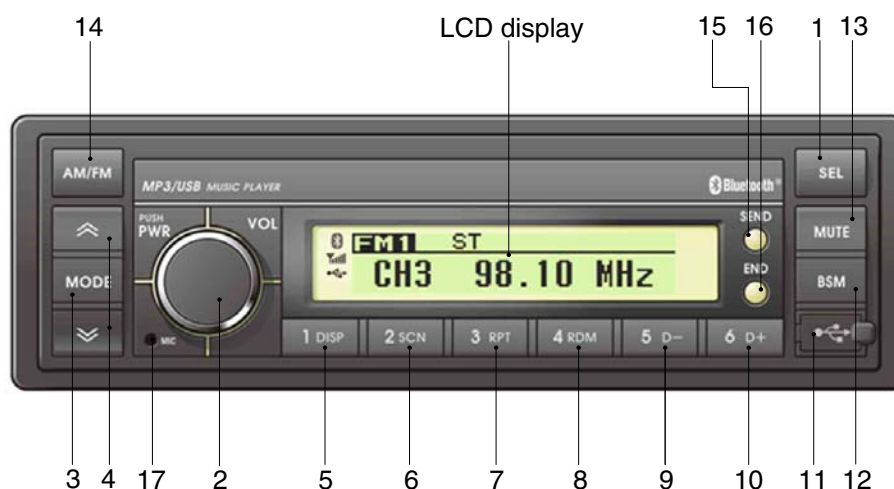 14 LCD display 15 16 1 13
AM/FM MP3/USB MUSIC PLAYER Bluetooth® SEL
PUSH
PWR VOL SEND MUTE
FM1 ST
MODE CH3 98.10 MHz END BSM
MIC 1 DISP 2 SCN 3 RPT 4 RDM 5 D− 6 D+
3 4 17 2 5 6 7 8 9 10 11 12